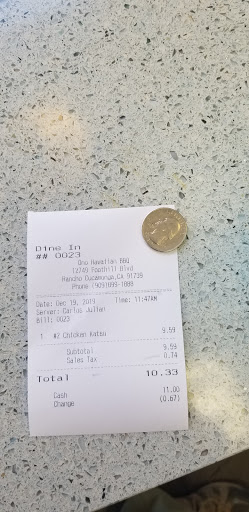 Dine In
## 0023
Ono Hawaiian BBQ
12749 Foothill Blvd
Rancho Cucamonga, CA 91739
Phone (909)899-1088
Date: Dec 19, 2019 Time: 11:47AM
Server: Carlos Julian
Bill: 0023
1 #2 Chicken Katsu 9.59
Subtotal 9.59
Sales Tax 0.74
Total 10.33
Cash 11.00
Change (0.67)